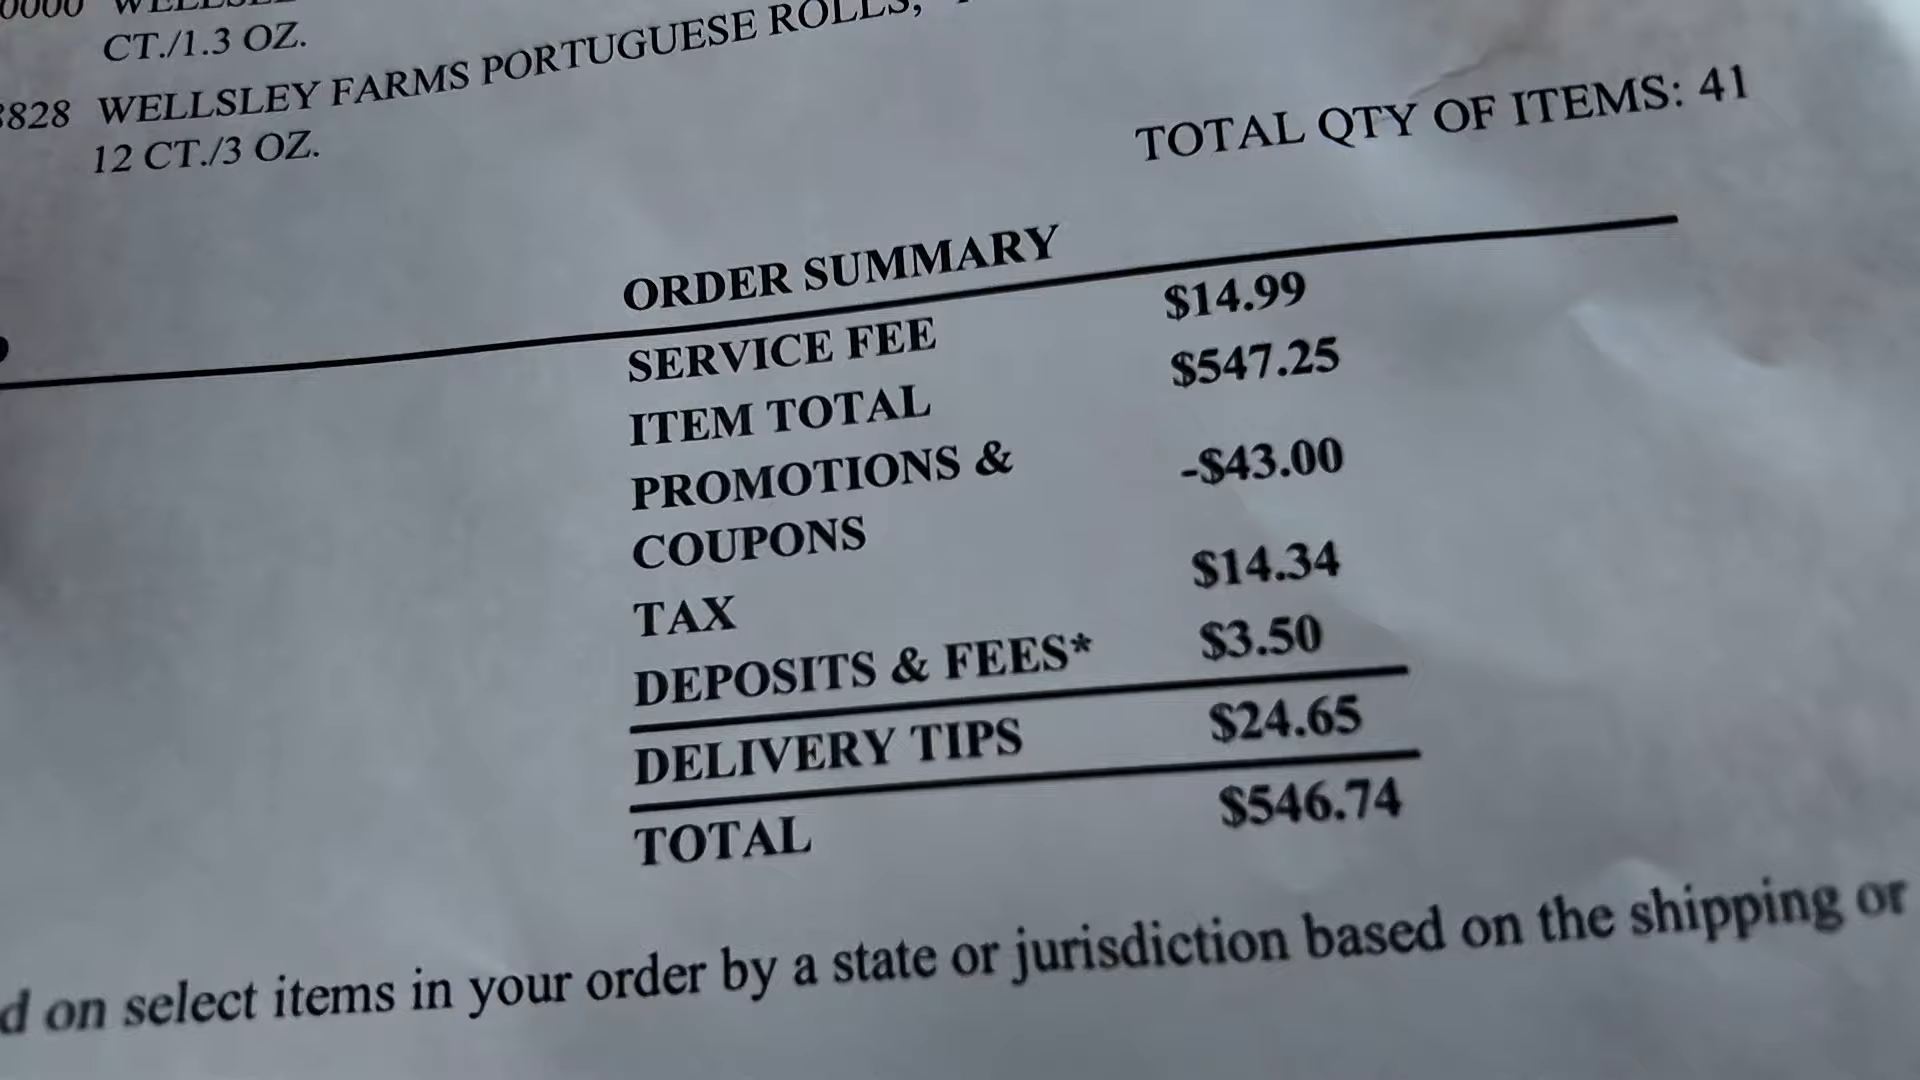 CT./1.3 OZ.
WELLSLEY FARMS PORTUGUESE ROLLS,
12 CT./3 OZ.
TOTAL QTY OF ITEMS: 41
ORDER SUMMARY
SERVICE FEE $14.99
ITEM TOTAL $547.25
PROMOTIONS & -$43.00
COUPONS
TAX $14.34
DEPOSITS & FEES* $3.50
DELIVERY TIPS $24.65
TOTAL $546.74
on select items in your order by a state or jurisdiction based on the shipping or